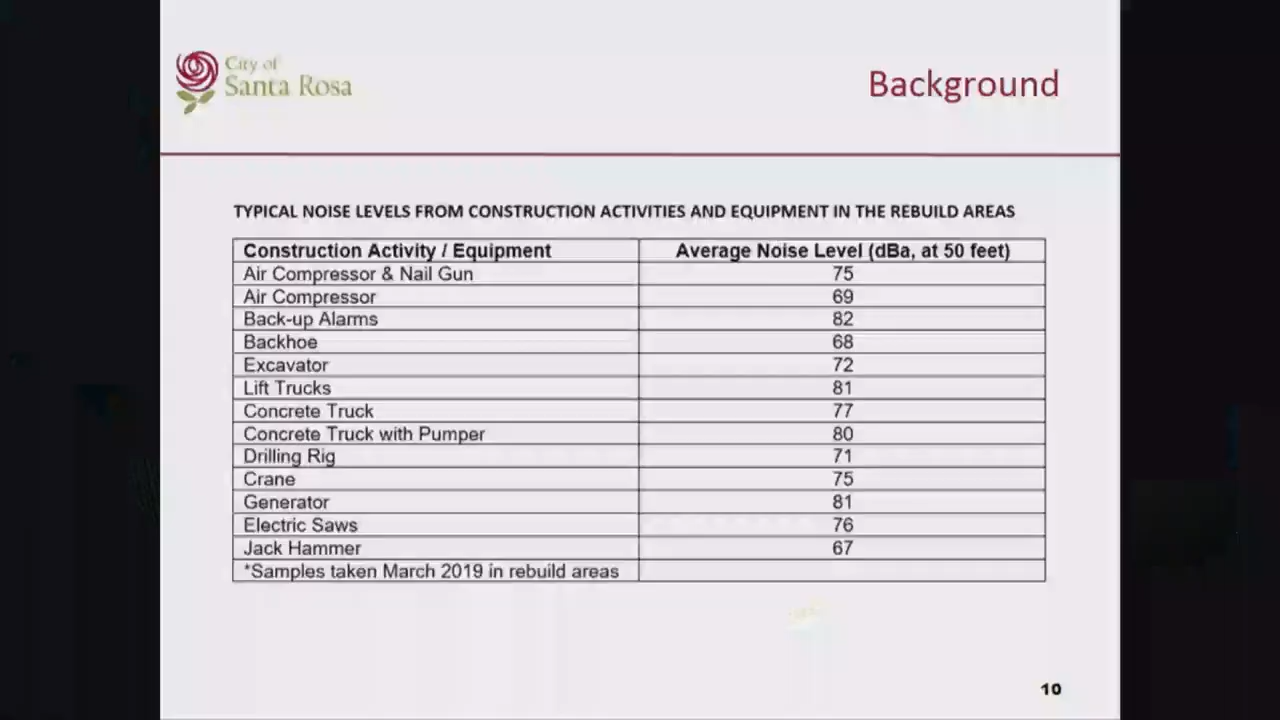 City of
Santa Rosa
Background
TYPICAL NOISE LEVELS FROM CONSTRUCTION ACTIVITIES AND EQUIPMENT IN THE REBUILD AREAS
Construction Activity / Equipment Average Noise Level (dBa, at 50 feet)
Air Compressor & Nail Gun 75
Air Compressor 69
Back-up Alarms 82
Backhoe 68
Excavator 72
Lift Trucks 81
Concrete Truck 77
Concrete Truck with Pumper 80
Drilling Rig 71
Crane 75
Generator 81
Electric Saws 76
Jack Hammer 67
*Samples taken March 2019 in rebuild areas
10